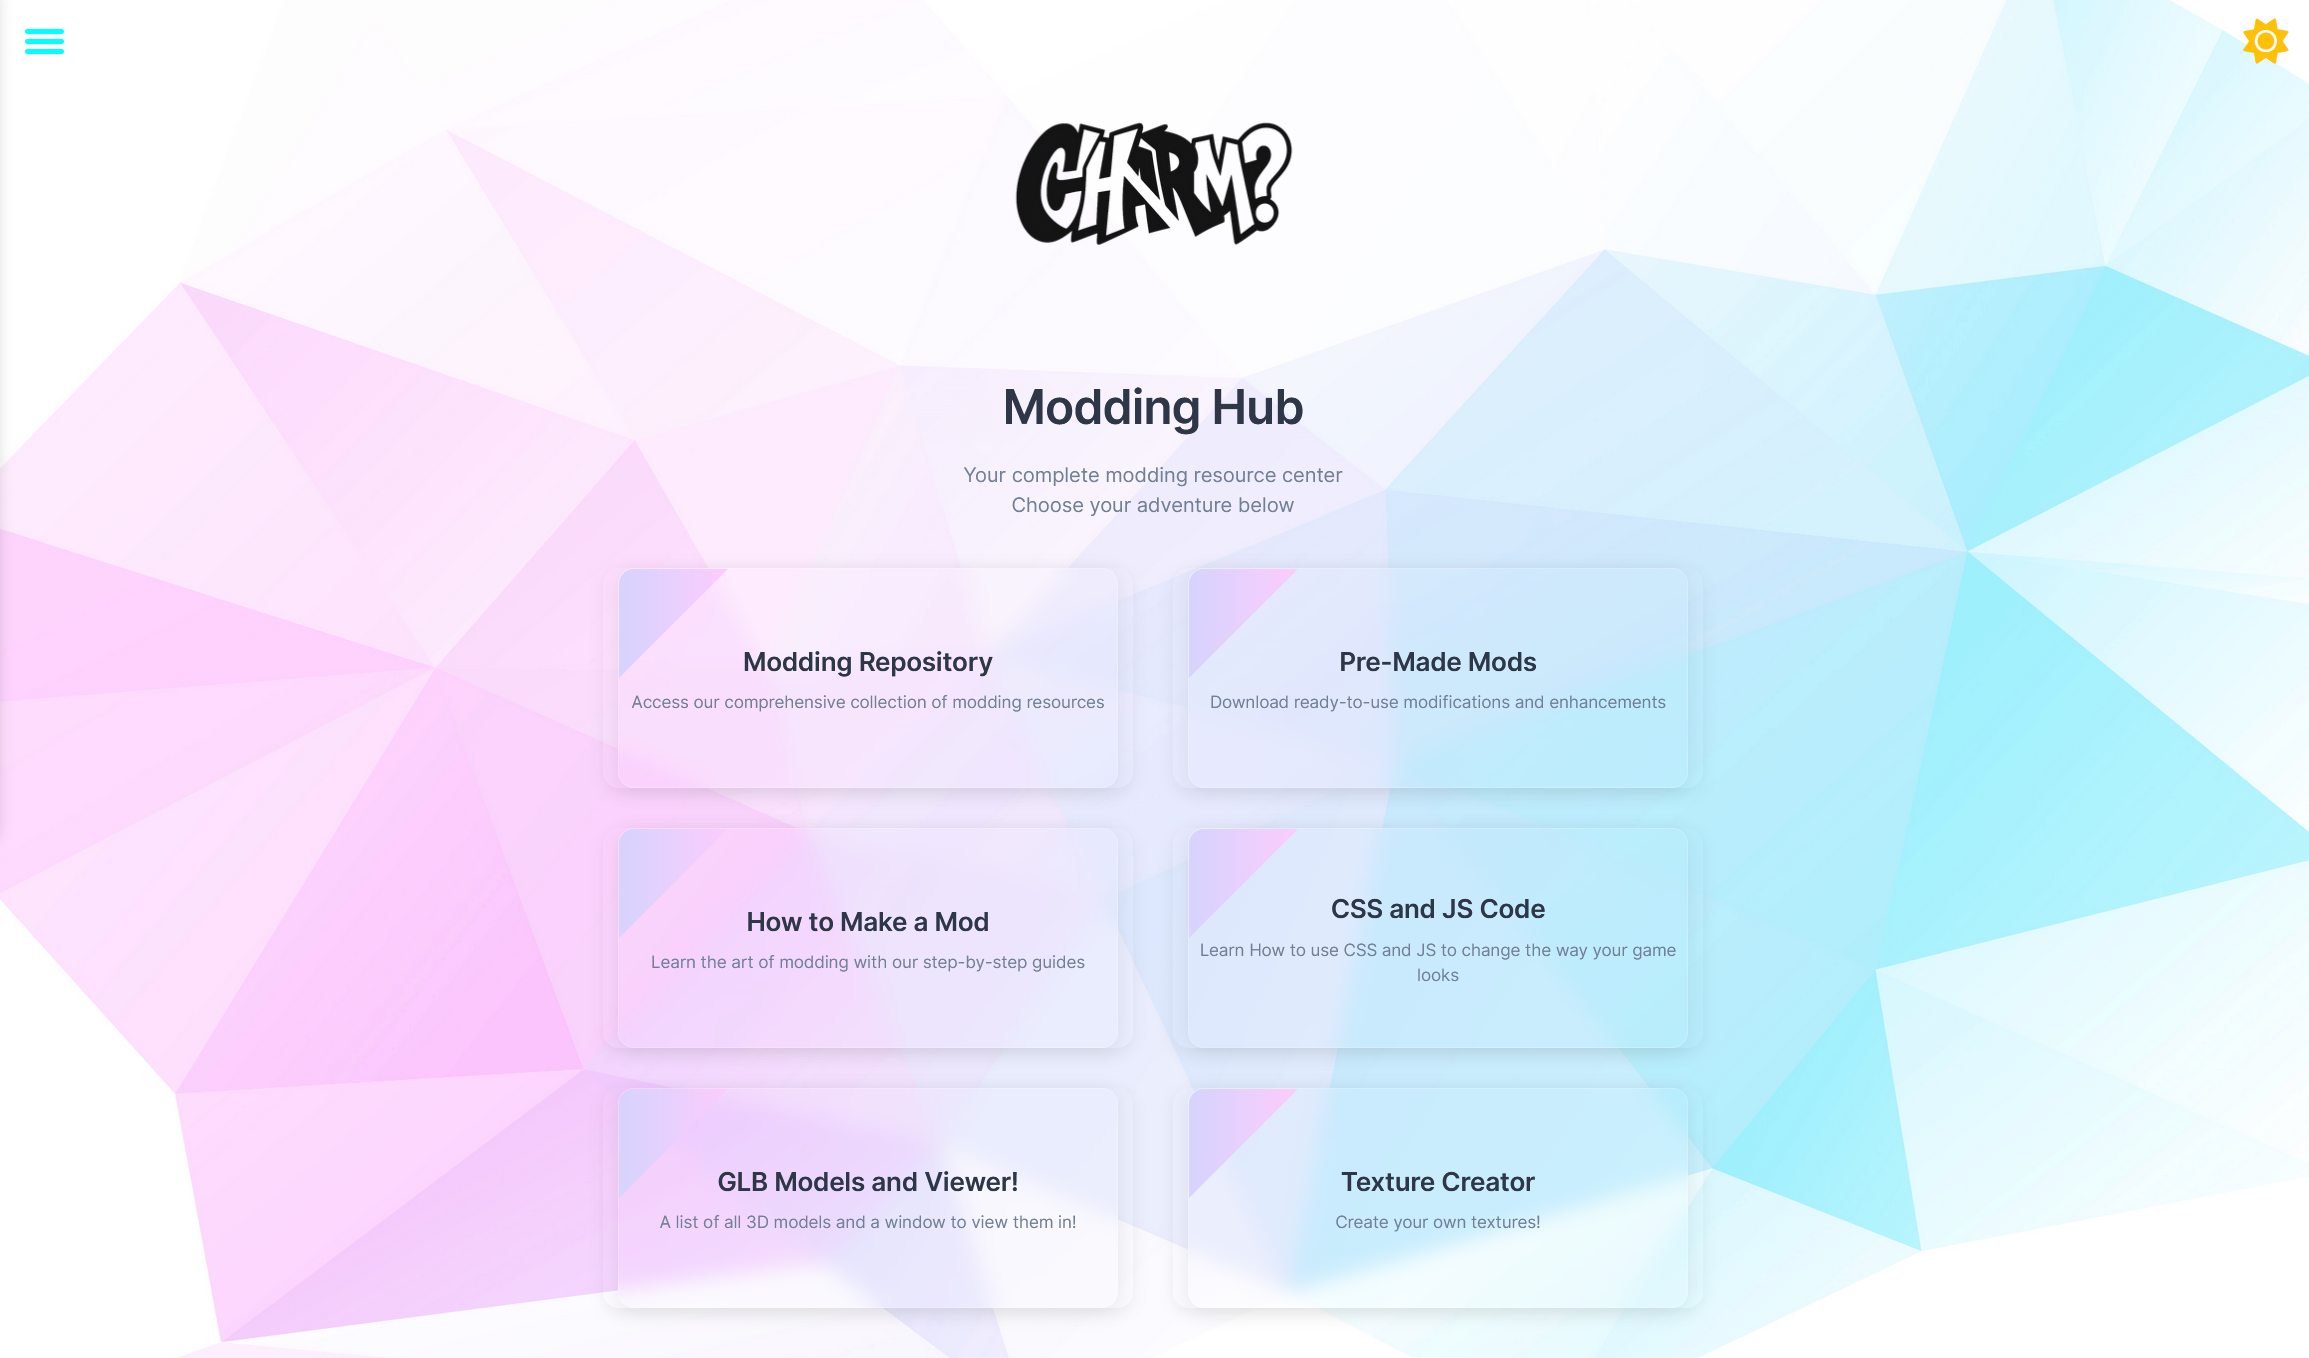 CHARM?
Modding Hub
Your complete modding resource center
Choose your adventure below
Modding Repository
Access our comprehensive collection of modding resources
Pre-Made Mods
Download ready-to-use modifications and enhancements
How to Make a Mod
Learn the art of modding with our step-by-step guides
CSS and JS Code
Learn How to use CSS and JS to change the way your game
looks
GLB Models and Viewer!
A list of all 3D models and a window to view them in!
Texture Creator
Create your own textures!